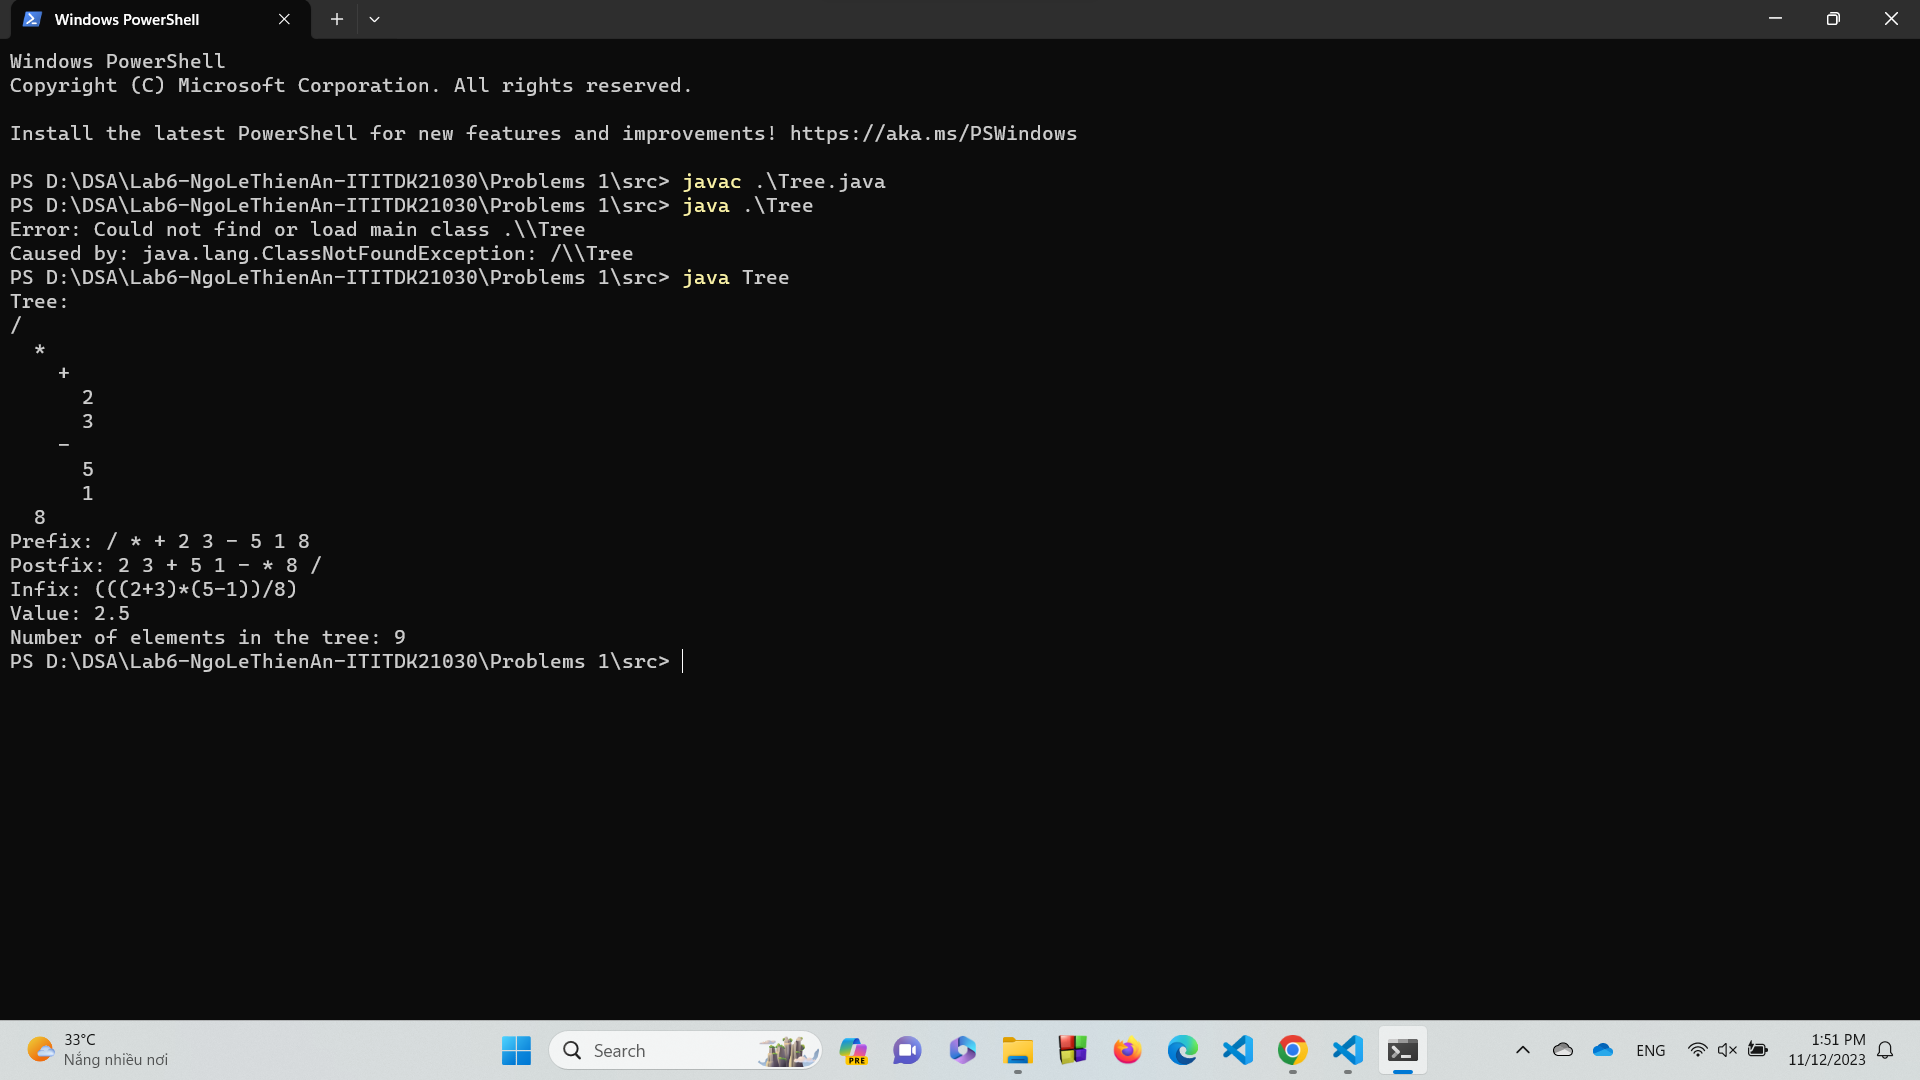 Windows PowerShell
Windows PowerShell
Copyright (C) Microsoft Corporation. All rights reserved.
Install the latest PowerShell for new features and improvements! https://aka.ms/PSWindows
PS D:\DSA\Lab6-NgoLeThienAn-ITITDK21030\Problems 1\src> javac .\Tree.java
PS D:\DSA\Lab6-NgoLeThienAn-ITITDK21030\Problems 1\src> java .\Tree
Error: Could not find or load main class .\\Tree
Caused by: java.lang.ClassNotFoundException: /\\Tree
PS D:\DSA\Lab6-NgoLeThienAn-ITITDK21030\Problems 1\src> java Tree
Tree:
/
  *
    +
      2
      3
    -
      5
      1
  8
Prefix: / * + 2 3 - 5 1 8
Postfix: 2 3 + 5 1 - * 8 /
Infix: (((2+3)*(5-1))/8)
Value: 2.5
Number of elements in the tree: 9
PS D:\DSA\Lab6-NgoLeThienAn-ITITDK21030\Problems 1\src>
33°C
Nắng nhiều nơi
Search
PRE
ENG
1:51 PM
11/12/2023